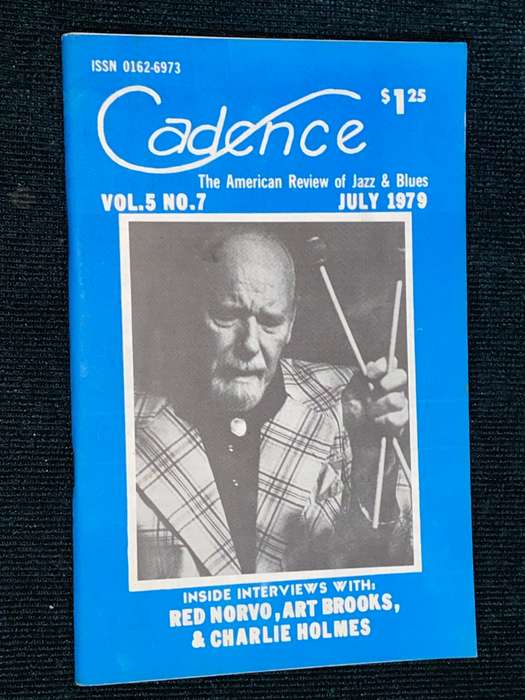 ISSN 0162-6973
$1.25
Cadence
The American Review of Jazz & Blues
VOL.5 NO.7 JULY 1979
INSIDE INTERVIEWS WITH:
RED NORVO, ART BROOKS,
& CHARLIE HOLMES